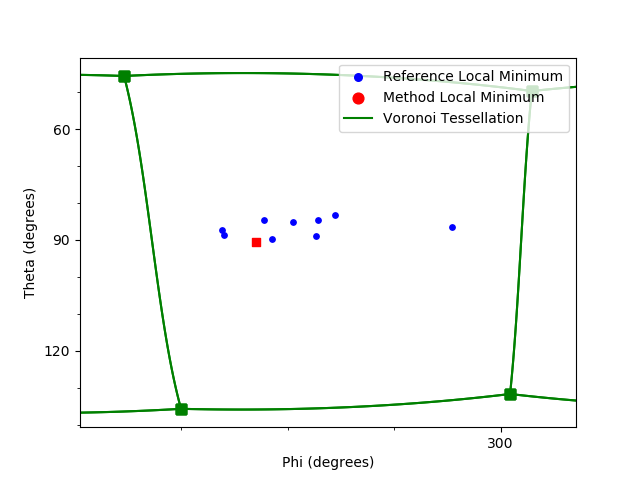 Reference Local Minimum
Method Local Minimum
Voronoi Tessellation
60
90
120
Theta (degrees)
300
Phi (degrees)